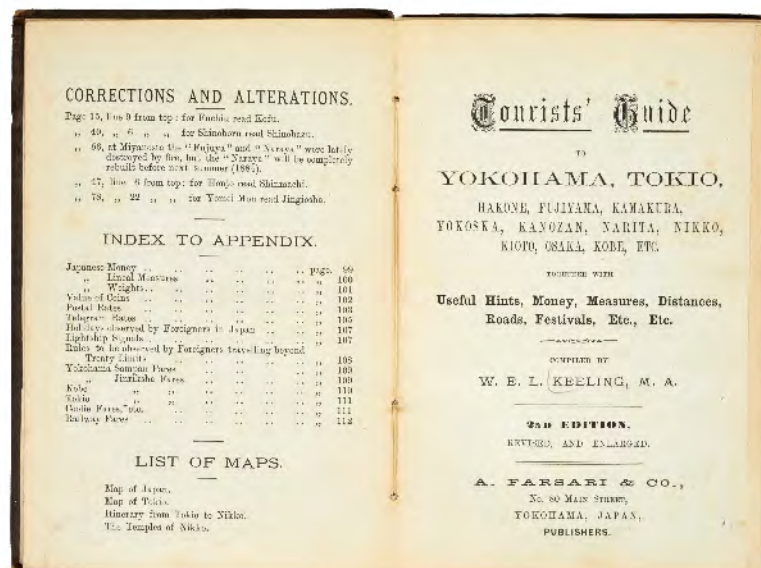 CORRECTIONS AND ALTERATIONS.
Page 15, line 9 from top: for Fuchiu read Kofu.
„ 49, „ 6 „ „ for Shinoborn read Shinobazu.
„ 66, at Miyanosta the "Fujuya" and "Naraya" were lately
destroyed by fire, but the "Naraya" will be completely
rebuilt before next summer (1884).
„ 47, line 6 from top: for Honjo read Shinmachi.
„ 78, „ 22 „ „ for Yomei Mon read Jingiosho.
INDEX TO APPENDIX.
Japanese Money .. .. .. .. .. .. page. 99
„ Lineal Measures .. .. .. .. .. „ 100
„ Weights .. .. .. .. .. .. „ 101
Value of Coins .. .. .. .. .. .. „ 102
Postal Rates .. .. .. .. .. .. „ 103
Telegram Rates .. .. .. .. .. .. „ 105
Holidays observed by Foreigners in Japan .. .. .. „ 107
Lightship Signals .. .. .. .. .. .. „ 107
Rules to be observed by Foreigners travelling beyond
Treaty Limits .. .. .. .. .. „ 108
Yokohama Sampan Fares .. .. .. .. .. „ 109
„ Jinriksha Fares .. .. .. .. .. „ 109
Kobe „ „ .. .. .. .. .. „ 110
Tokio „ „ .. .. .. .. .. „ 111
Guide Fares, etc. .. .. .. .. .. „ 111
Railway Fares .. .. .. .. .. .. „ 112
LIST OF MAPS.
Map of Japan.
Map of Tokio.
Itinerary from Tokio to Nikko.
The Temples of Nikko.
Tourists' Guide
TO
YOKOHAMA, TOKIO,
HAKONE, FUJIYAMA, KAMAKURA,
YOKOSKA, KANOZAN, NARITA, NIKKO,
KIOTO, OSAKA, KOBE, ETC.
TOGETHER WITH
Useful Hints, Money, Measures, Distances,
Roads, Festivals, Etc., Etc.
COMPILED BY
W. E. L. KEELING, M. A.
2ND EDITION.
REVISED, AND ENLARGED.
A. FARSARI & CO.,
No. 80 MAIN STREET,
YOKOHAMA, JAPAN,
PUBLISHERS.